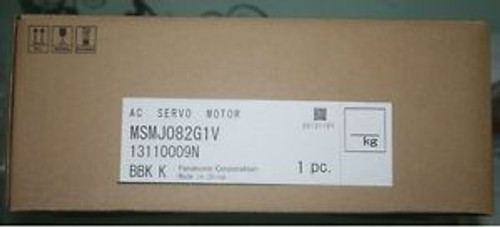 AC SERVO MOTOR
MSMJ082G1V
13110009N
BBK K Panasonic Corporation 1 pc.
Made in China
kg